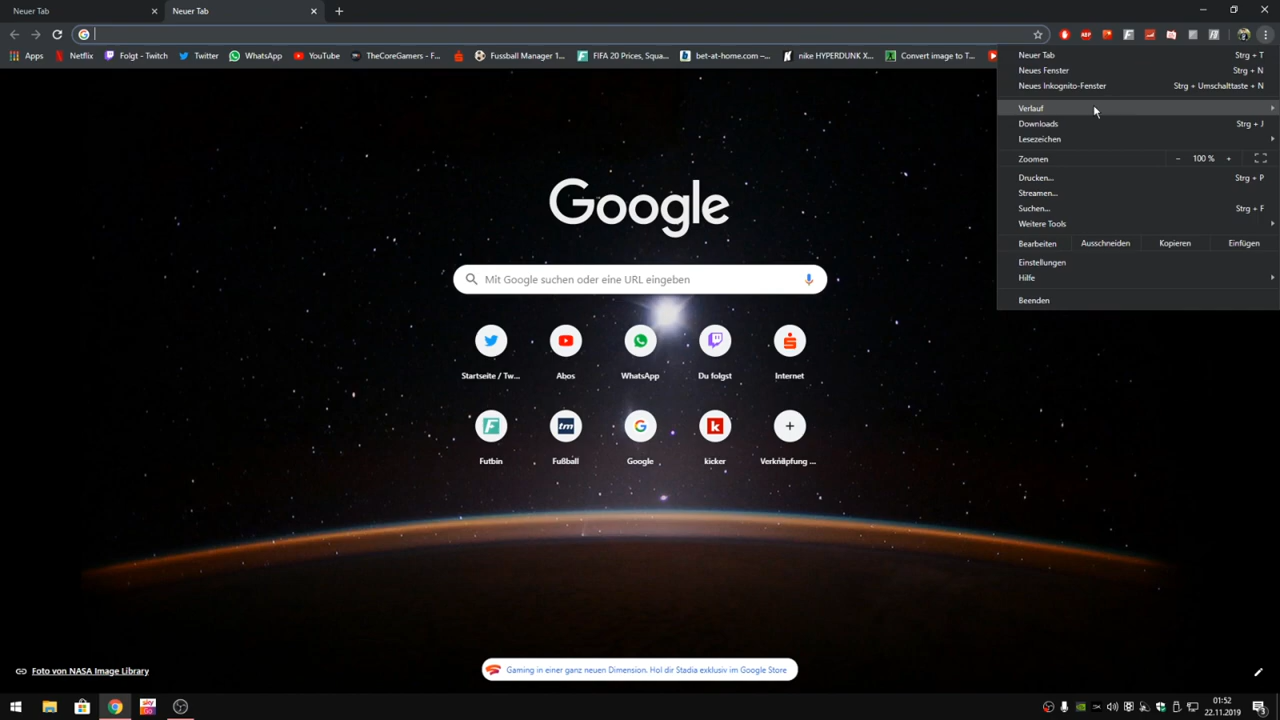 Neuer Tab
Neuer Tab
Apps
Netflix
Folgt - Twitch
Twitter
WhatsApp
YouTube
TheCoreGamers - F...
Fussball Manager 1...
FIFA 20 Prices, Squa...
bet-at-home.com –...
nike HYPERDUNK X...
Convert image to T...
Neuer Tab Strg + T
Neues Fenster Strg + N
Neues Inkognito-Fenster Strg + Umschalttaste + N
Verlauf
Downloads Strg + J
Lesezeichen
Zoomen - 100 % +
Drucken... Strg + P
Streamen...
Suchen... Strg + F
Weitere Tools
Bearbeiten Ausschneiden Kopieren Einfügen
Einstellungen
Hilfe
Beenden
Google
Mit Google suchen oder eine URL eingeben
Startseite / Tw...
Abos
WhatsApp
Du folgst
Internet
Futbin
Fußball
Google
kicker
Verknüpfung ...
Foto von NASA Image Library
Gaming in einer ganz neuen Dimension. Hol dir Stadia exklusiv im Google Store
sky
Go
01:52
22.11.2019